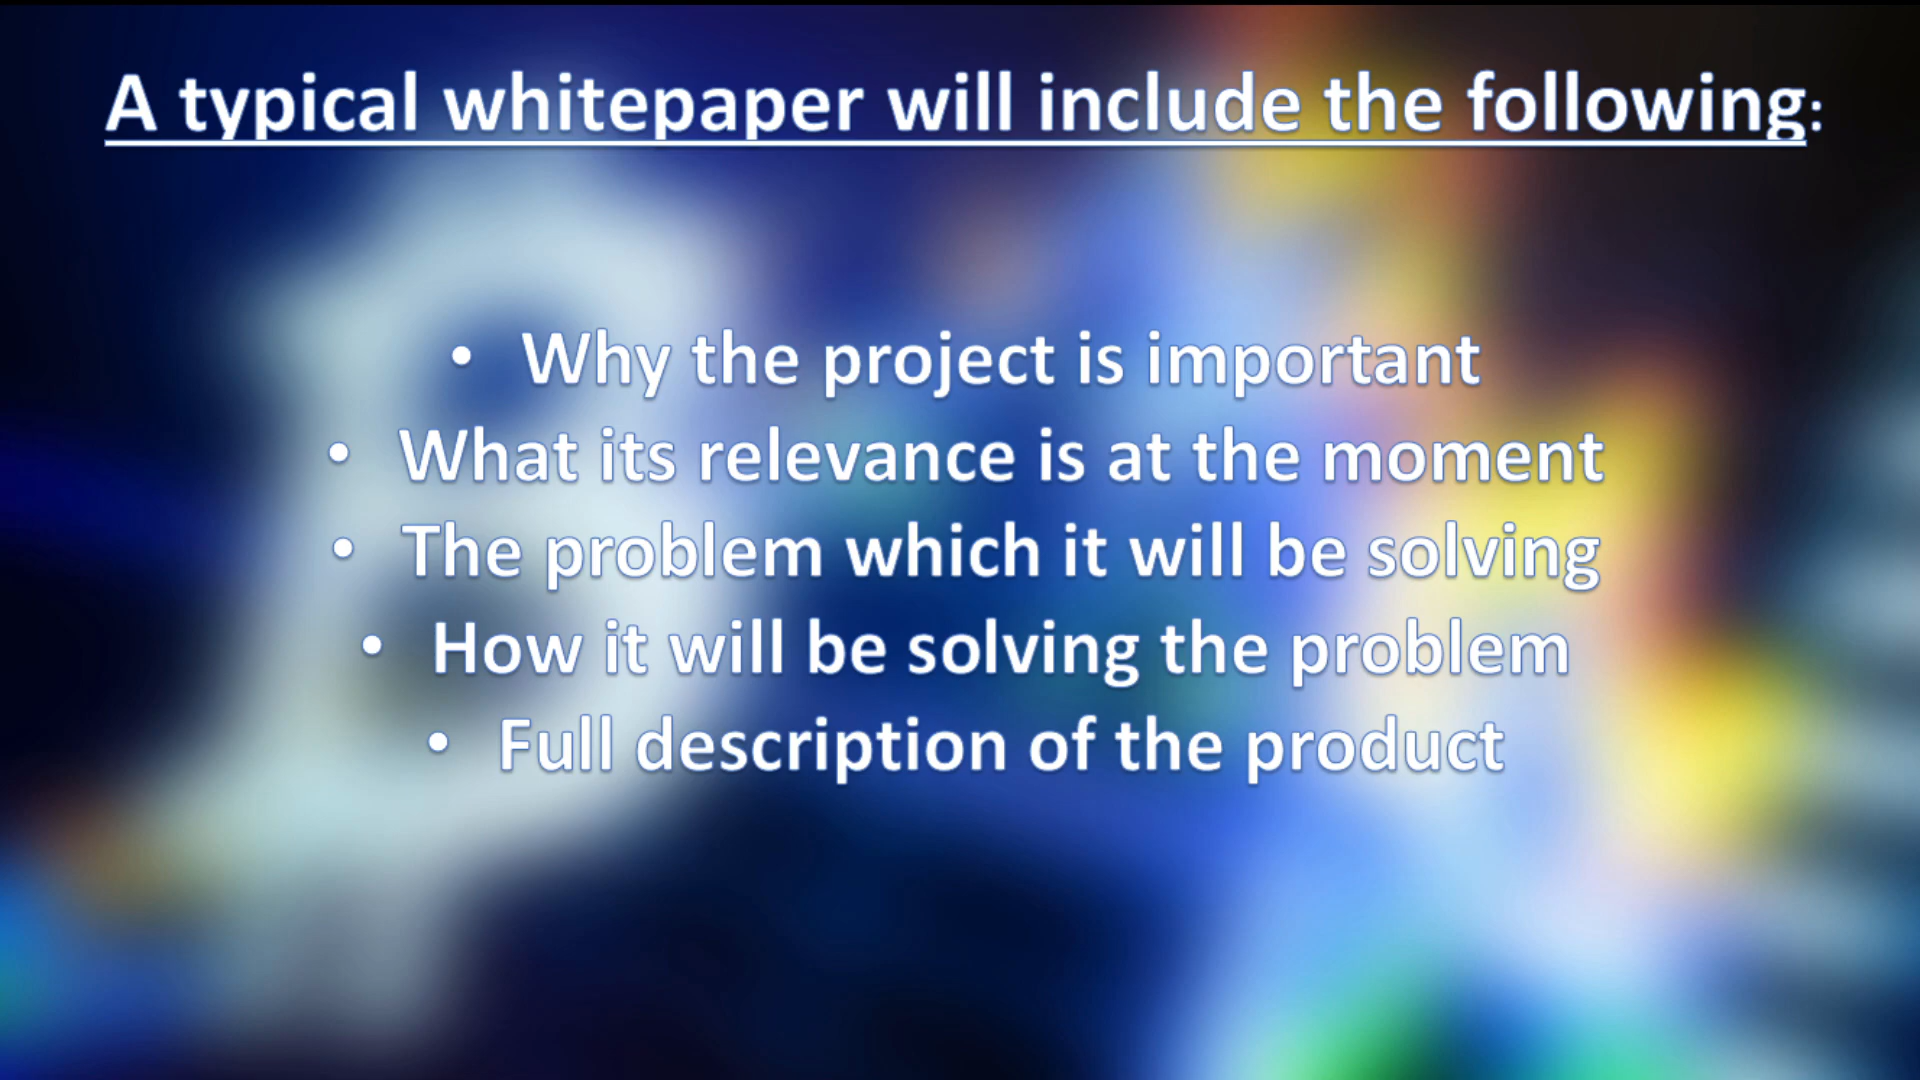 A typical whitepaper will include the following:
• Why the project is important
• What its relevance is at the moment
• The problem which it will be solving
• How it will be solving the problem
• Full description of the product